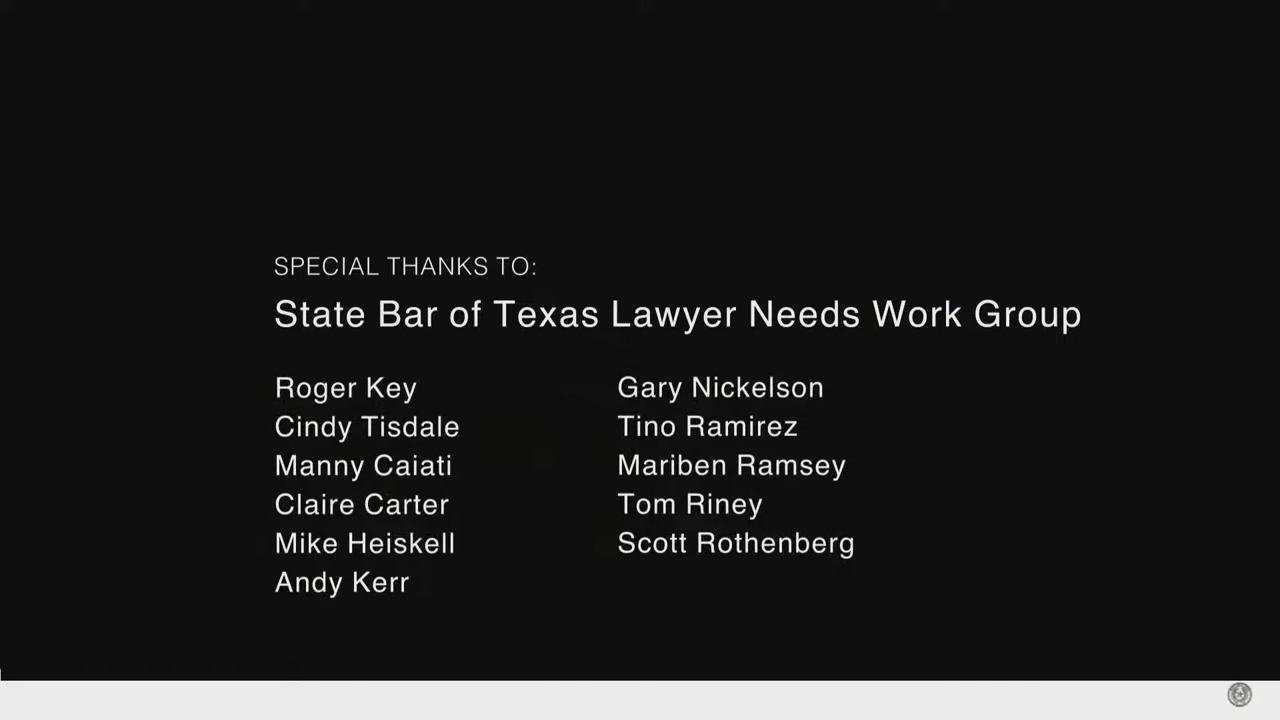 SPECIAL THANKS TO:
State Bar of Texas Lawyer Needs Work Group
Roger Key
Cindy Tisdale
Manny Caiati
Claire Carter
Mike Heiskell
Andy Kerr
Gary Nickelson
Tino Ramirez
Mariben Ramsey
Tom Riney
Scott Rothenberg